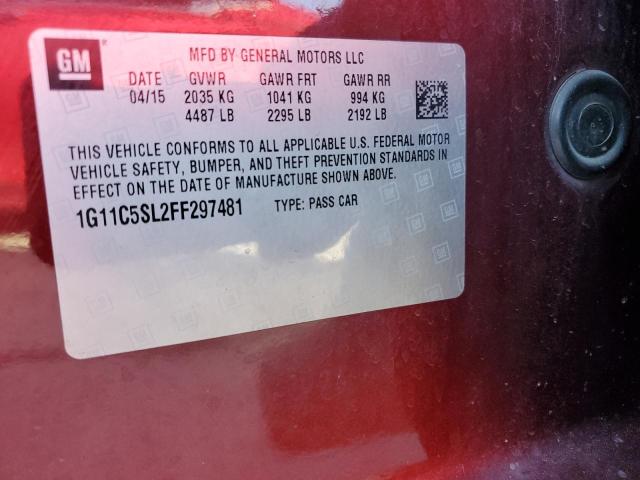 GM
MFD BY GENERAL MOTORS LLC
DATE GVWR GAWR FRT GAWR RR
04/15 2035 KG 1041 KG 994 KG
4487 LB 2295 LB 2192 LB
THIS VEHICLE CONFORMS TO ALL APPLICABLE U.S. FEDERAL MOTOR
VEHICLE SAFETY, BUMPER, AND THEFT PREVENTION STANDARDS IN
EFFECT ON THE DATE OF MANUFACTURE SHOWN ABOVE.
1G11C5SL2FF297481 TYPE: PASS CAR